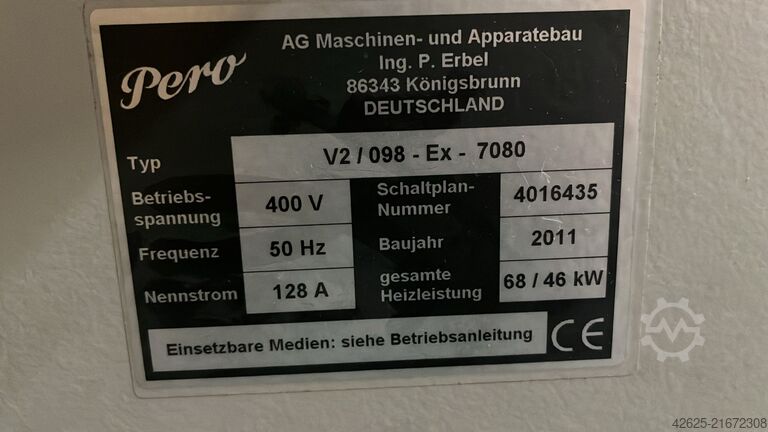 Pero
AG Maschinen- und Apparatebau
Ing. P. Erbel
86343 Königsbrunn
DEUTSCHLAND
Typ V2 / 098 - Ex - 7080
Betriebs-
spannung 400 V
Schaltplan-
Nummer 4016435
Frequenz 50 Hz
Baujahr 2011
Nennstrom 128 A
gesamte
Heizleistung 68 / 46 kW
Einsetzbare Medien: siehe Betriebsanleitung CE
42625-21672308